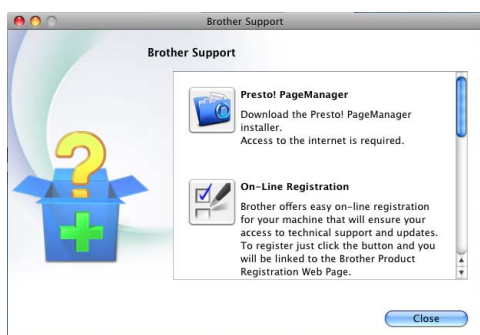 Brother Support
Brother Support
Presto! PageManager
Download the Presto! PageManager
installer.
Access to the internet is required.
On-Line Registration
Brother offers easy on-line registration
for your machine that will ensure your
access to technical support and updates.
To register just click the button and you
will be linked to the Brother Product
Registration Web Page.
Close